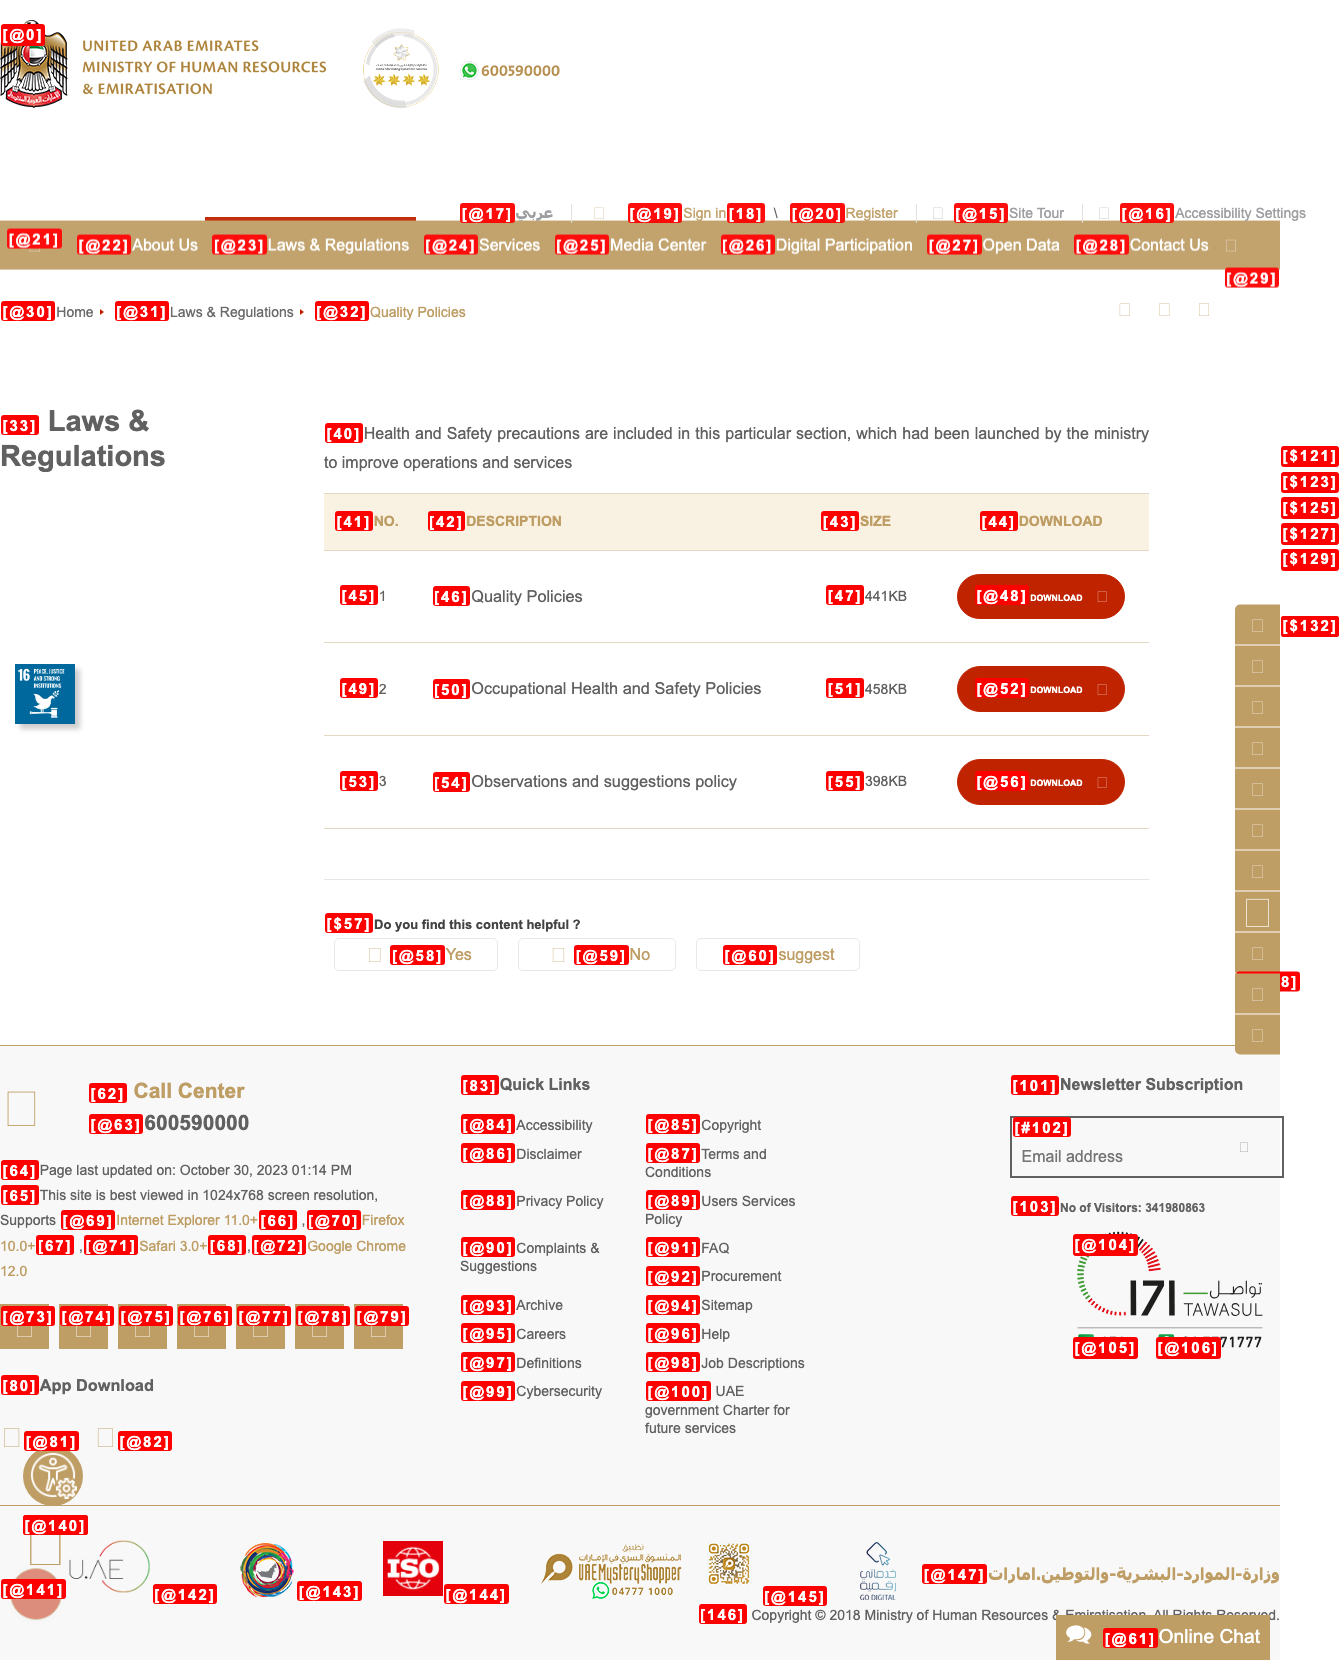 [@0]
UNITED ARAB EMIRATES
MINISTRY OF HUMAN RESOURCES
& EMIRATISATION
600590000
[@17]عربي [@19]Sign in[18] \ [@20]Register [@15]Site Tour [@16]Accessibility Settings
[@21] [@22]About Us [@23]Laws & Regulations [@24]Services [@25]Media Center [@26]Digital Participation [@27]Open Data [@28]Contact Us
[@29]
[@30]Home [@31]Laws & Regulations [@32]Quality Policies
[33] Laws &
Regulations
[40]Health and Safety precautions are included in this particular section, which had been launched by the ministry
to improve operations and services
[41]NO. [42]DESCRIPTION [43]SIZE [44]DOWNLOAD
[45]1 [46]Quality Policies [47]441KB [@48] DOWNLOAD
[49]2 [50]Occupational Health and Safety Policies [51]458KB [@52] DOWNLOAD
[53]3 [54]Observations and suggestions policy [55]398KB [@56] DOWNLOAD
16 PEACE, JUSTICE
AND STRONG
INSTITUTIONS
[$121]
[$123]
[$125]
[$127]
[$129]
[$132]
8]
[$57]Do you find this content helpful ?
[@58]Yes [@59]No [@60]suggest
[62] Call Center
[@63]600590000
[64]Page last updated on: October 30, 2023 01:14 PM
[65]This site is best viewed in 1024x768 screen resolution,
Supports [@69]Internet Explorer 11.0+[66] ,[@70]Firefox
10.0+[67] ,[@71]Safari 3.0+[68],[@72]Google Chrome
12.0
[@73] [@74] [@75] [@76] [@77] [@78] [@79]
[80]App Download
[@81] [@82]
[83]Quick Links
[@84]Accessibility [@85]Copyright
[@86]Disclaimer [@87]Terms and
Conditions
[@88]Privacy Policy [@89]Users Services
Policy
[@90]Complaints &
Suggestions
[@91]FAQ
[@92]Procurement
[@93]Archive [@94]Sitemap
[@95]Careers [@96]Help
[@97]Definitions [@98]Job Descriptions
[@99]Cybersecurity [@100] UAE
government Charter for
future services
[101]Newsletter Subscription
[#102]
Email address
[103]No of Visitors: 341980863
[@104]
171 تواصل
TAWASUL
[@105] [@106]71777
[@140]
[@141] U.AE [@142] [@143] ISO [@144]
تطبيق
المتسوق السري في الإمارات
UAE Mystery Shopper
04777 1000
[@145]
خدماتي
رقمية
GO DIGITAL
[@147]وزارة-الموارد-البشرية-والتوطين.امارات
[146] Copyright © 2018 Ministry of Human Resources & Emiratisation. All Rights Reserved.
[@61]Online Chat